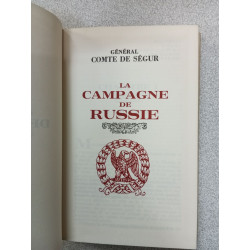 GÉNÉRAL
COMTE DE SÉGUR
LA
CAMPAGNE
DE
RUSSIE